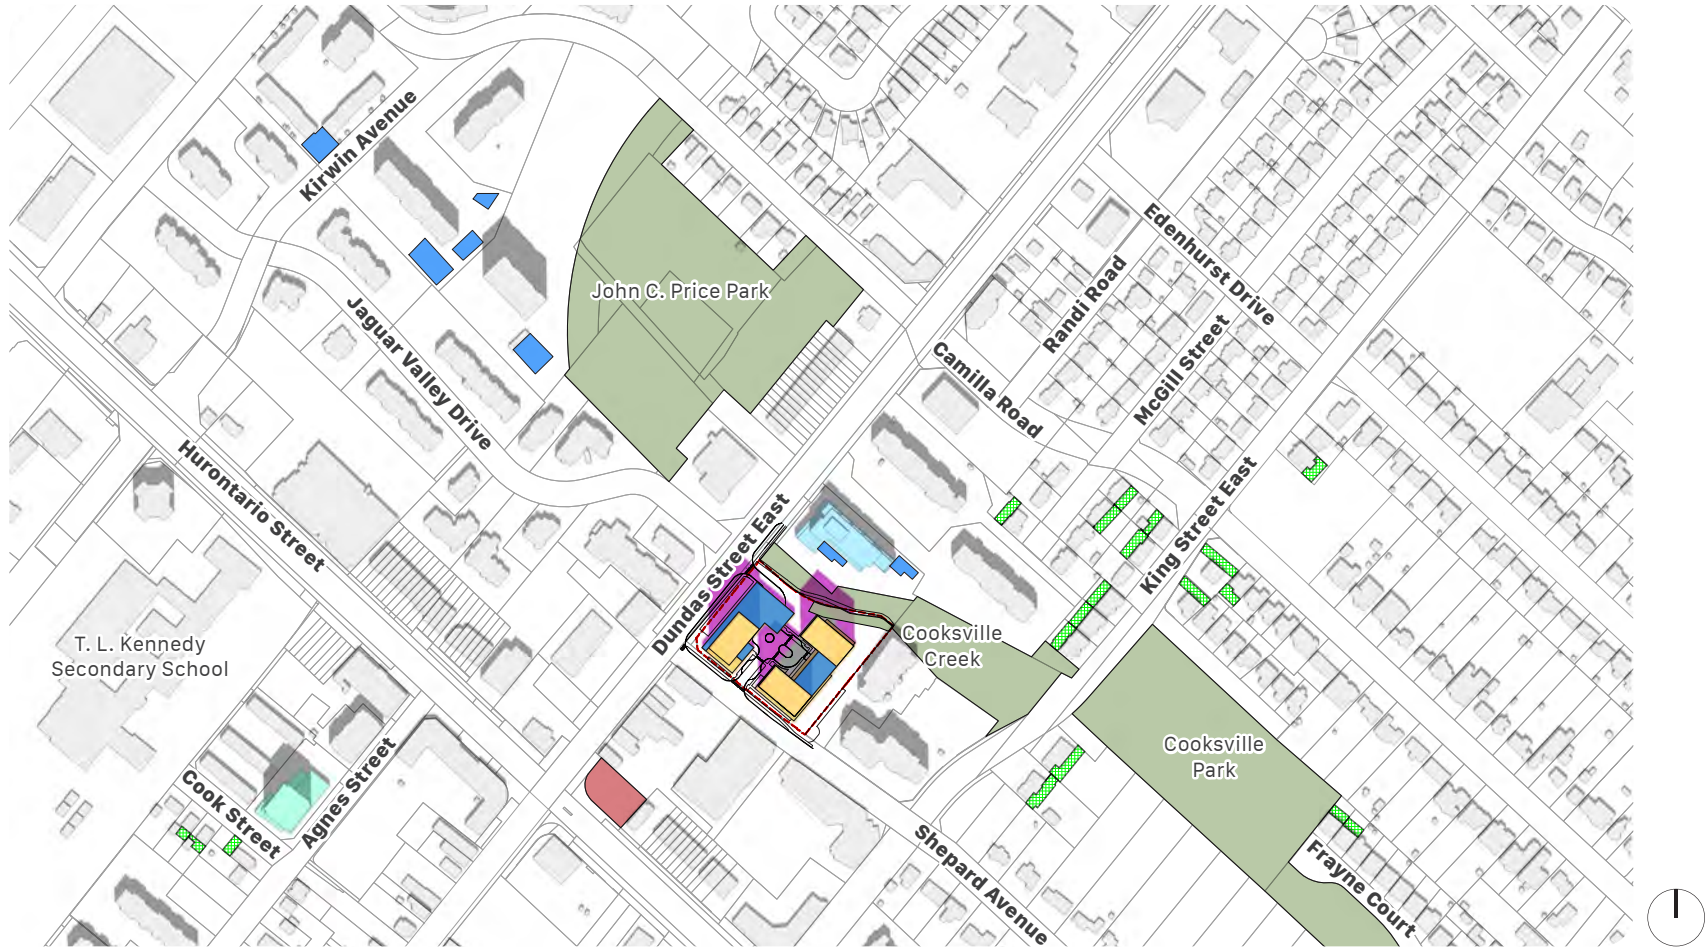 Kirwin Avenue
John C. Price Park
Edenhurst Drive
Randi Road
Jaguar Valley Drive
McGill Street
Camilla Road
Hurontario Street
Dundas Street East
King Street East
T. L. Kennedy
Secondary School
Cooksville
Creek
Cooksville
Park
Cook Street
Agnes Street
Shepard Avenue
Frayne Court